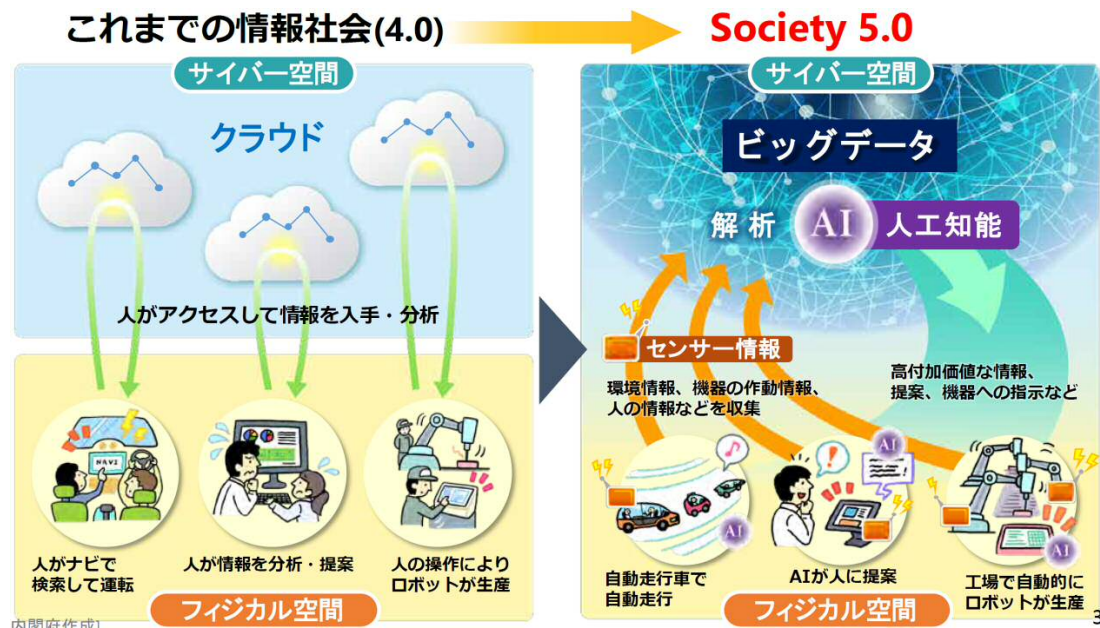 これまでの情報社会(4.0)
Society 5.0
サイバー空間
クラウド
人がアクセスして情報を入手・分析
NAVI
人がナビで
検索して運転
人が情報を分析・提案
人の操作により
ロボットが生産
フィジカル空間
サイバー空間
ビッグデータ
解析
AI
人工知能
センサー情報
環境情報、機器の作動情報、
人の情報などを収集
高付加価値な情報、
提案、機器への指示など
AI
AI
AI
自動走行車で
自動走行
AIが人に提案
工場で自動的に
ロボットが生産
フィジカル空間
内閣府作成]
3